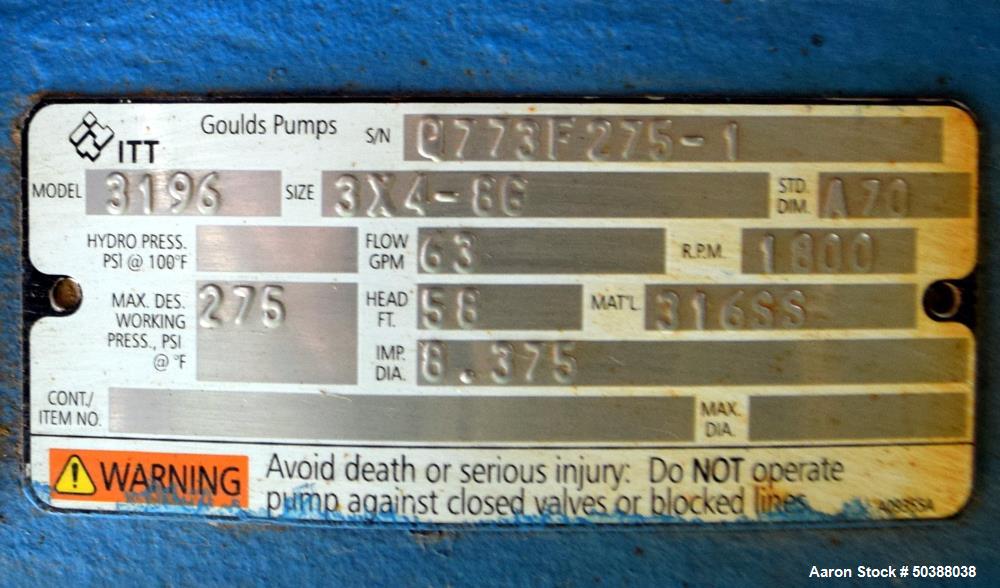 ITT Goulds Pumps S/N Q773F275-1
MODEL 3196 SIZE 3X4-8G STD. DIM. A70
HYDRO PRESS. PSI @ 100°F FLOW GPM 63 R.P.M. 1800
MAX. DES. WORKING PRESS., PSI @ °F 275 HEAD FT. 58 MAT'L. 316SS
IMP. DIA. 8.375
CONT./ ITEM NO. MAX. DIA.
WARNING Avoid death or serious injury: Do NOT operate
pump against closed valves or blocked lines.
Aaron Stock # 50388038